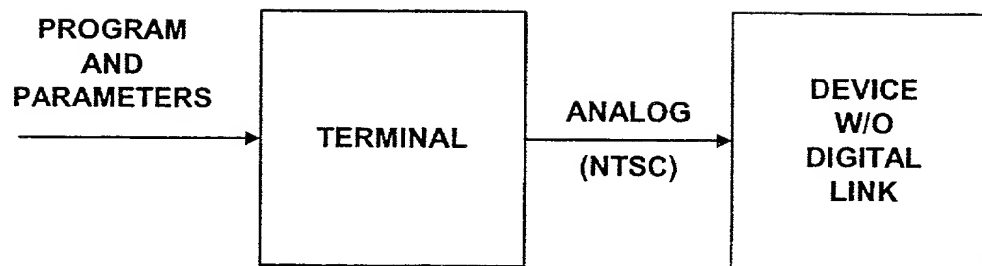 PROGRAM
AND
PARAMETERS
TERMINAL
ANALOG
(NTSC)
DEVICE
W/O
DIGITAL
LINK